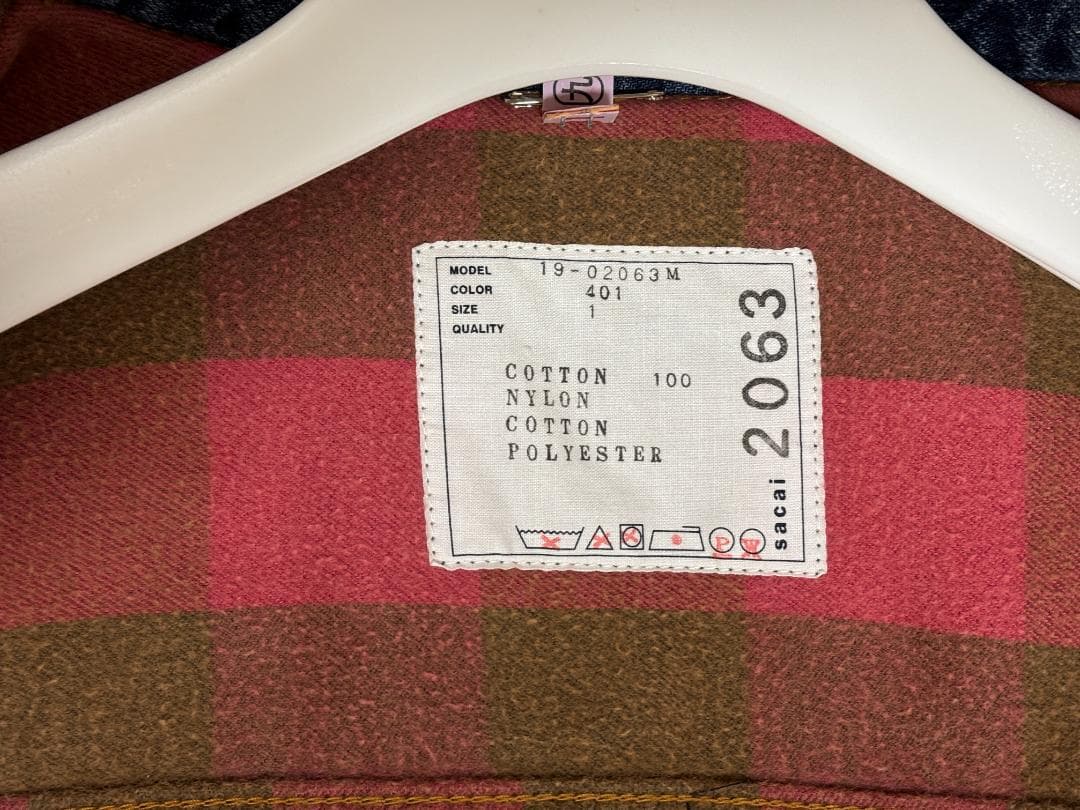 MODEL 19-02063M
COLOR 401
SIZE 1
QUALITY
COTTON 100
NYLON
COTTON
POLYESTER
P W
sacai 2063